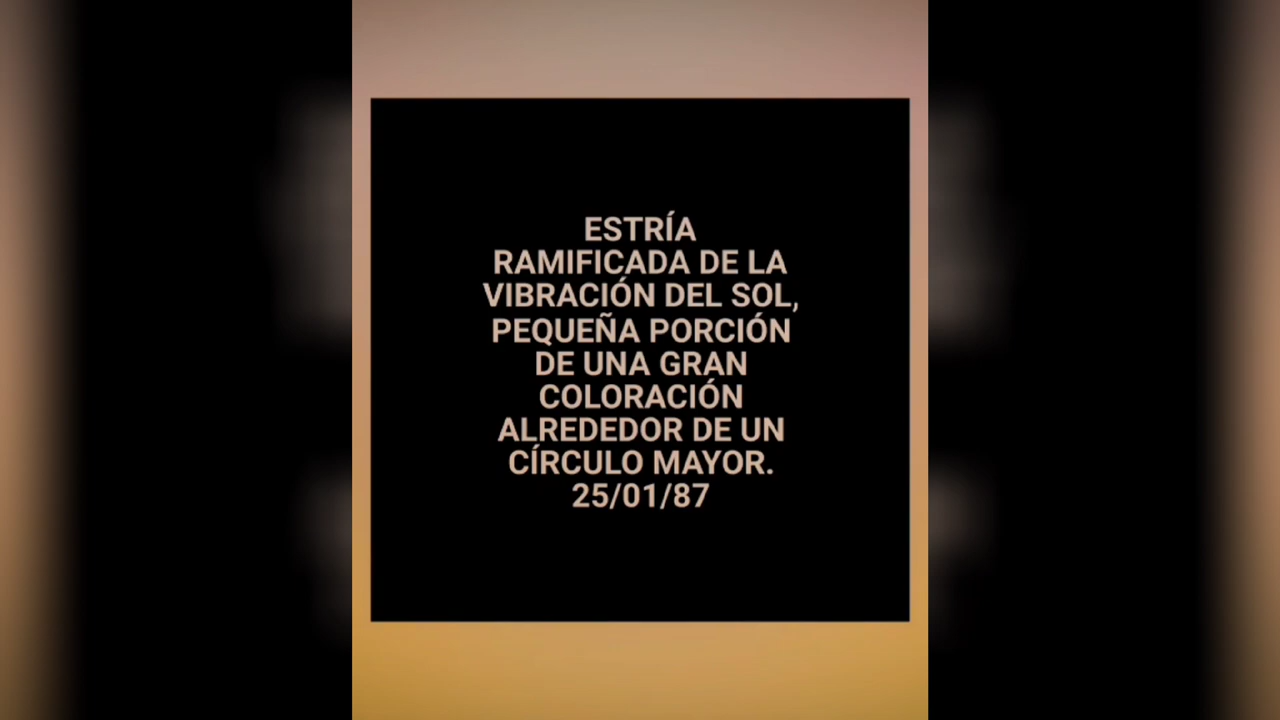 ESTRÍA
RAMIFICADA DE LA
VIBRACIÓN DEL SOL,
PEQUEÑA PORCIÓN
DE UNA GRAN
COLORACIÓN
ALREDEDOR DE UN
CÍRCULO MAYOR.
25/01/87